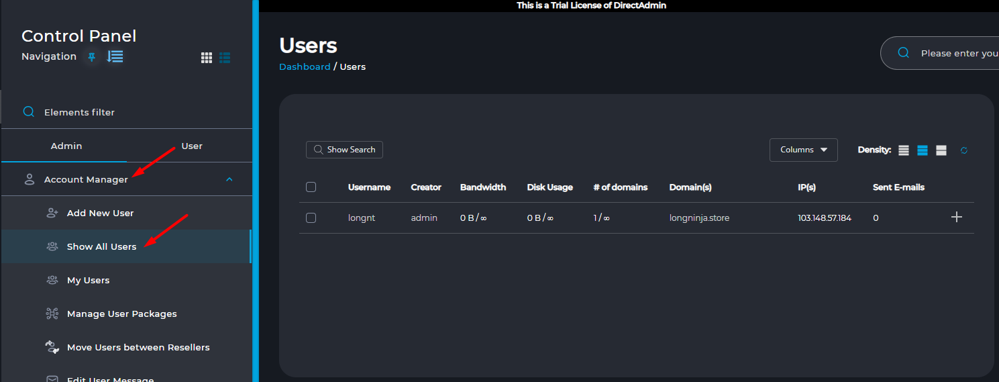 This is a Trial License of DirectAdmin
Control Panel
Navigation
Elements filter
Admin User
Account Manager
Add New User
Show All Users
My Users
Manage User Packages
Move Users between Resellers
Edit User Message
Users
Dashboard / Users
Please enter you
Show Search
Columns
Density:
Username Creator Bandwidth Disk Usage # of domains Domain(s) IP(s) Sent E-mails
longnt admin 0 B / ∞ 0 B / ∞ 1 / ∞ longninja.store 103.148.57.184 0